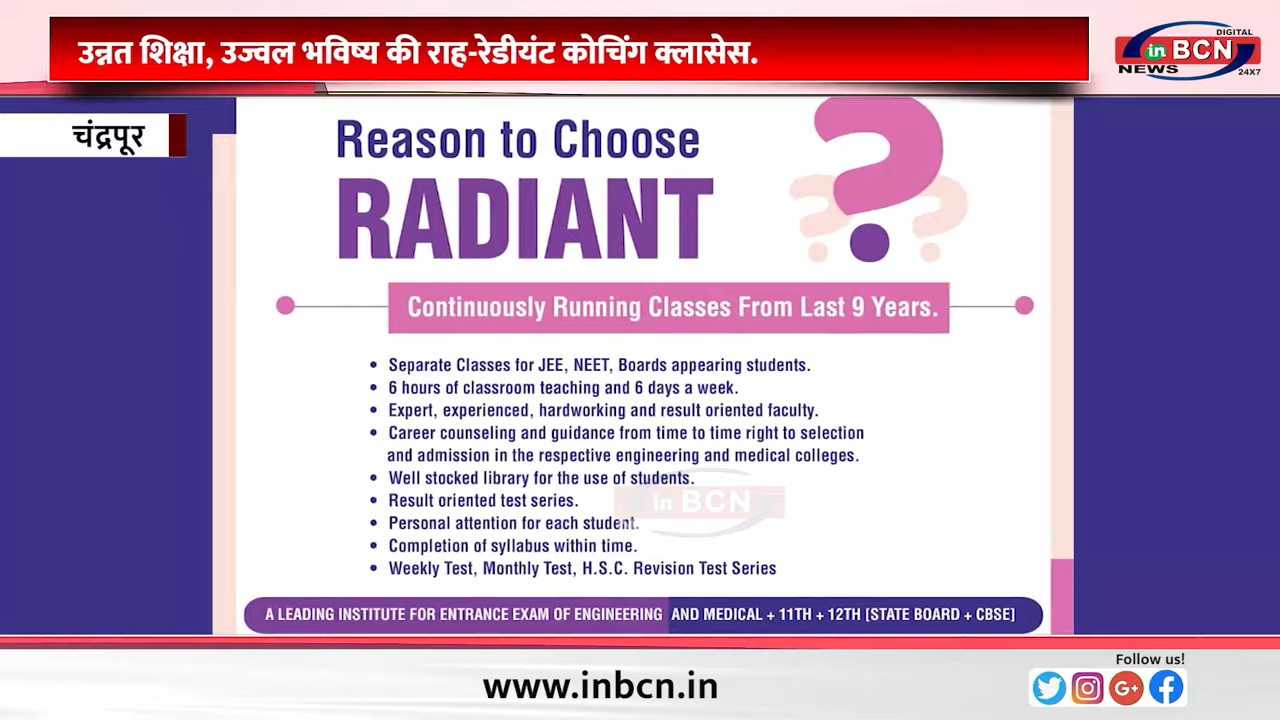 उन्नत शिक्षा, उज्वल भविष्य की राह-रेडीयंट कोचिंग क्लासेस.
DIGITAL
in BCN
NEWS
24X7
चंद्रपूर
Reason to Choose
RADIANT
?
Continuously Running Classes From Last 9 Years.
• Separate Classes for JEE, NEET, Boards appearing students.
• 6 hours of classroom teaching and 6 days a week.
• Expert, experienced, hardworking and result oriented faculty.
• Career counseling and guidance from time to time right to selection
and admission in the respective engineering and medical colleges.
• Well stocked library for the use of students.
• Result oriented test series.
in BCN
• Personal attention for each student.
• Completion of syllabus within time.
• Weekly Test, Monthly Test, H.S.C. Revision Test Series
A LEADING INSTITUTE FOR ENTRANCE EXAM OF ENGINEERING AND MEDICAL + 11TH + 12TH [STATE BOARD + CBSE]
Follow us!
www.inbcn.in